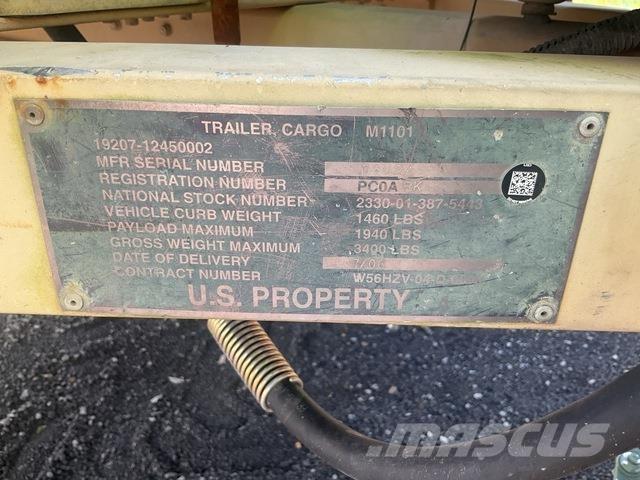 TRAILER, CARGO M1101
19207-12450002
MFR SERIAL NUMBER
REGISTRATION NUMBER PC0A
NATIONAL STOCK NUMBER 2330-01-387-5443
VEHICLE CURB WEIGHT 1460 LBS
PAYLOAD MAXIMUM 1940 LBS
GROSS WEIGHT MAXIMUM 3400 LBS
DATE OF DELIVERY
CONTRACT NUMBER
U.S. PROPERTY
mascus